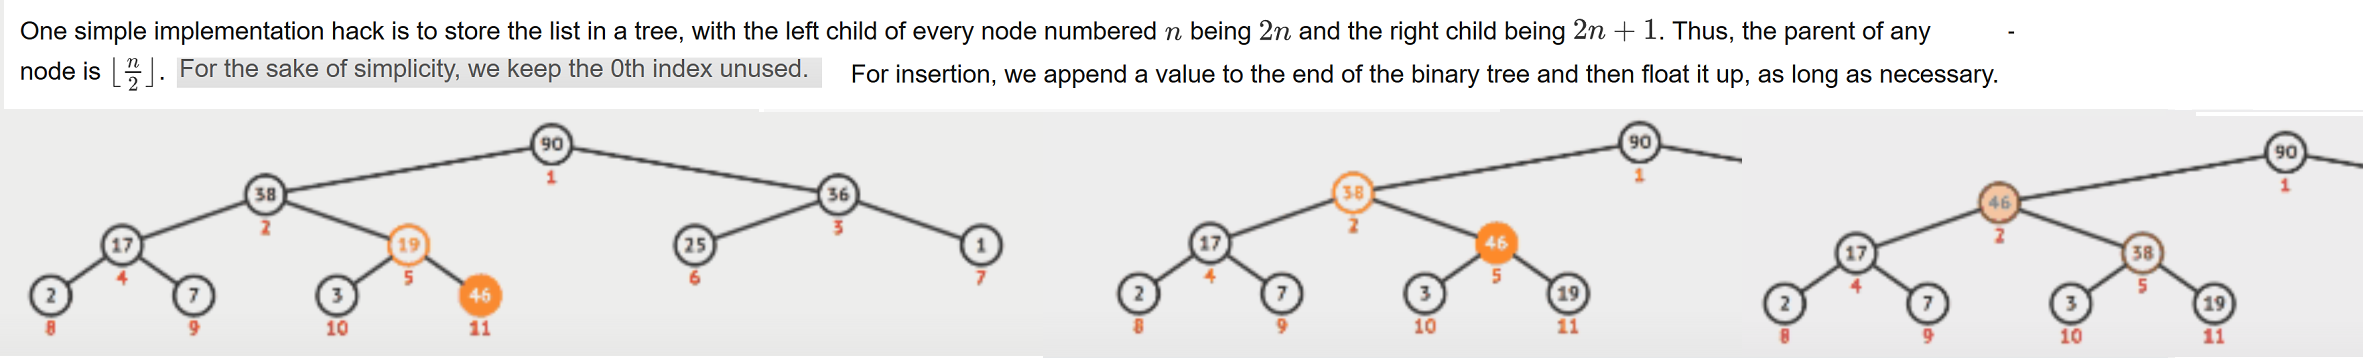 One simple implementation hack is to store the list in a tree, with the left child of every node numbered n being 2n and the right child being 2n + 1. Thus, the parent of any -
node is ⌊n/2⌋. For the sake of simplicity, we keep the 0th index unused. For insertion, we append a value to the end of the binary tree and then float it up, as long as necessary.
90
1
38 36
2 3
17 19 25 1
4 5 6 7
2 7 3 46
8 9 10 11
90
1
38
2
17 46
4 5
2 7 3 19
8 9 10 11
90
1
46
2
17 38
4 5
2 7 3 19
8 9 10 11